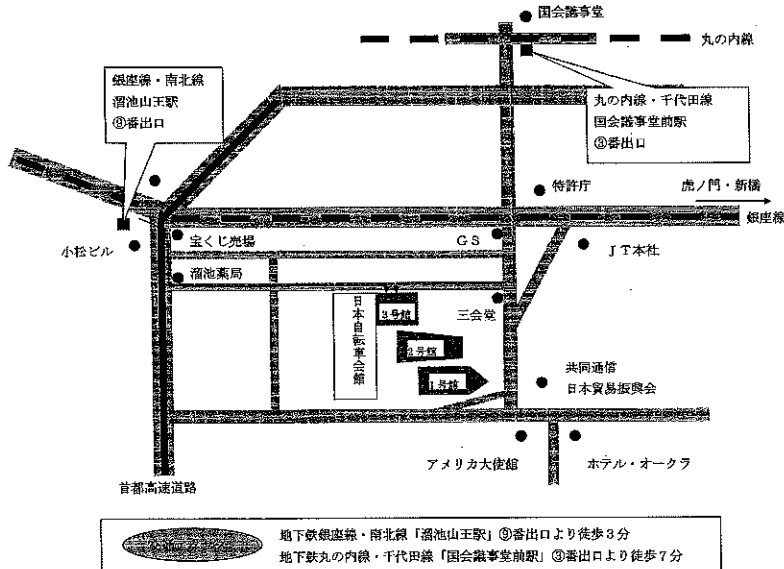 国会議事堂
丸の内線
銀座線・南北線
溜池山王駅
⑨番出口
丸の内線・千代田線
国会議事堂前駅
③番出口
特許庁
虎ノ門・新橋
銀座線
小松ビル
宝くじ売場
GS
JT本社
溜池薬局
日本自転車会館
3号館
三会堂
2号館
1号館
共同通信
日本貿易振興会
アメリカ大使館
ホテル・オークラ
首都高速道路
地下鉄銀座線・南北線「溜池山王駅」⑨番出口より徒歩3分
地下鉄丸の内線・千代田線「国会議事堂前駅」③番出口より徒歩7分